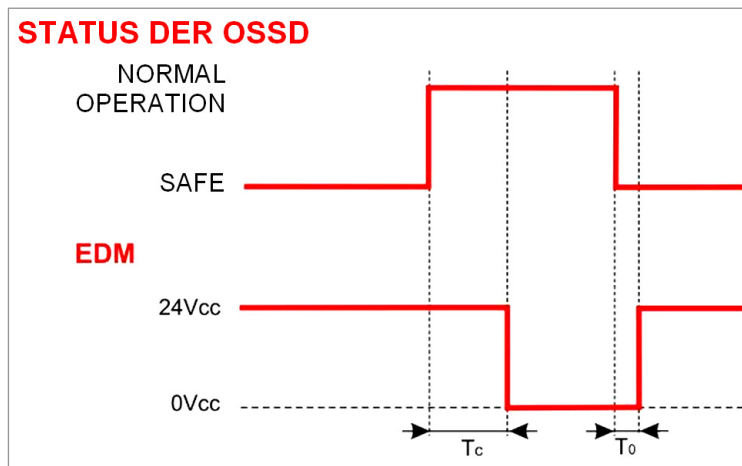 STATUS DER OSSD
NORMAL
OPERATION
SAFE
EDM
24Vcc
0Vcc
Tc
T0